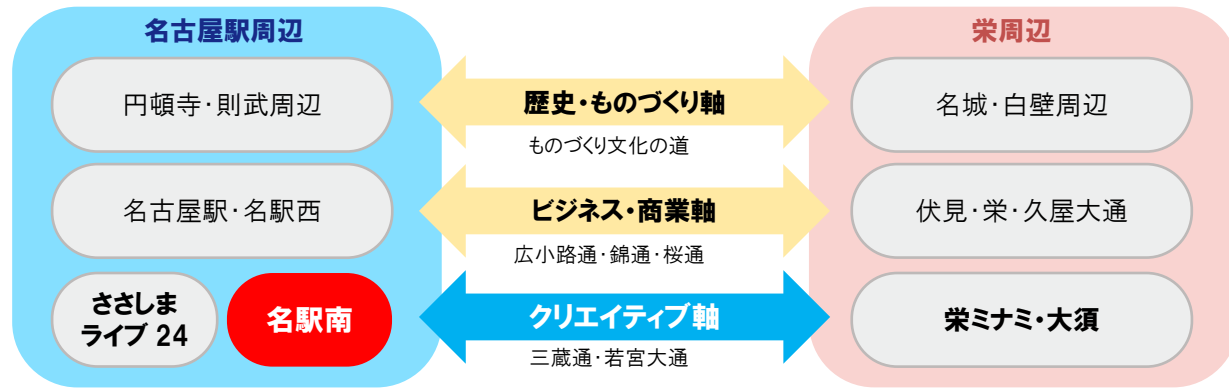 名古屋駅周辺
栄周辺
円頓寺・則武周辺
歴史・ものづくり軸
名城・白壁周辺
ものづくり文化の道
名古屋駅・名駅西
ビジネス・商業軸
伏見・栄・久屋大通
広小路通・錦通・桜通
ささしま
ライブ 24
名駅南
クリエイティブ軸
栄ミナミ・大須
三蔵通・若宮大通